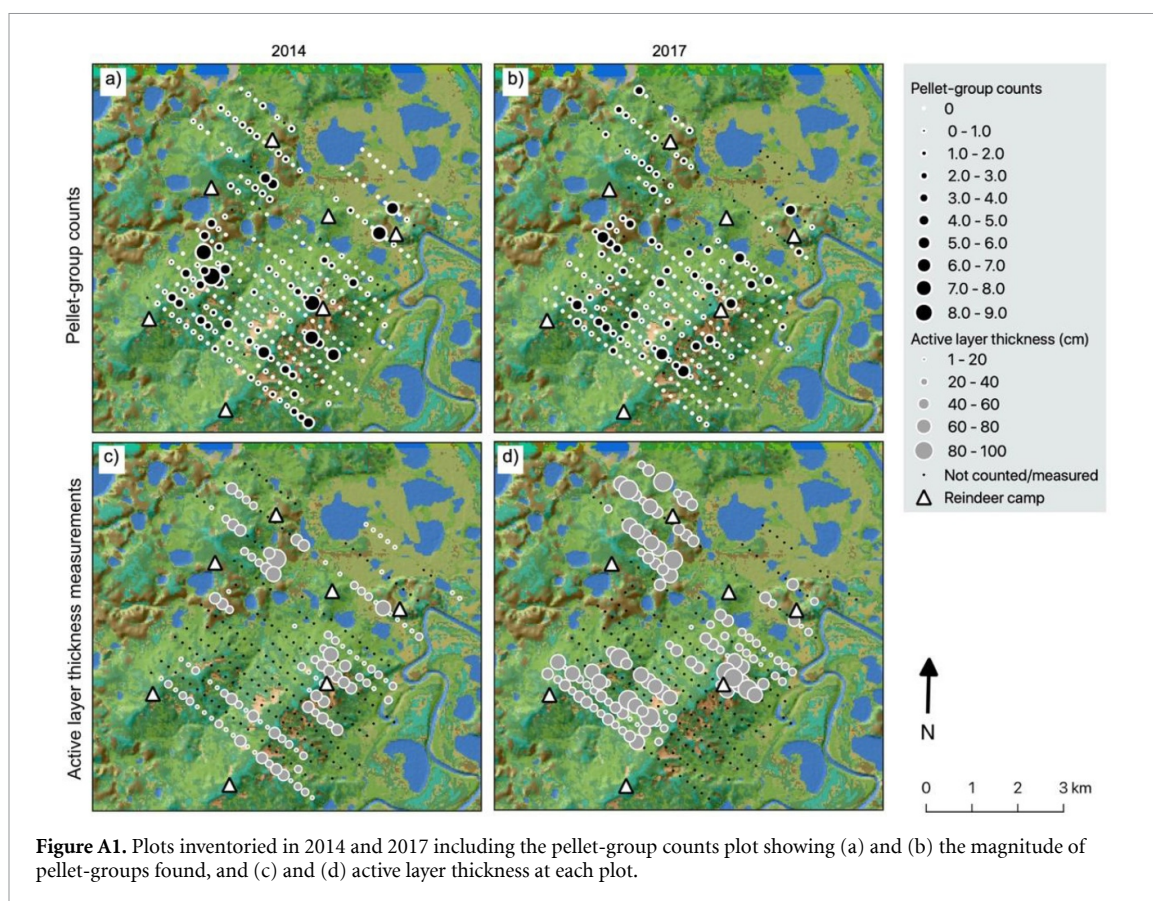 2014
2017
a)
b)
Pellet-group counts
Pellet-group counts
0
0 - 1.0
1.0 - 2.0
2.0 - 3.0
3.0 - 4.0
4.0 - 5.0
5.0 - 6.0
6.0 - 7.0
7.0 - 8.0
8.0 - 9.0
Active layer thickness (cm)
1 - 20
20 - 40
40 - 60
60 - 80
80 - 100
Not counted/measured
Reindeer camp
c)
d)
Active layer thickness measurements
N
0 1 2 3 km
Figure A1. Plots inventoried in 2014 and 2017 including the pellet-group counts plot showing (a) and (b) the magnitude of
pellet-groups found, and (c) and (d) active layer thickness at each plot.